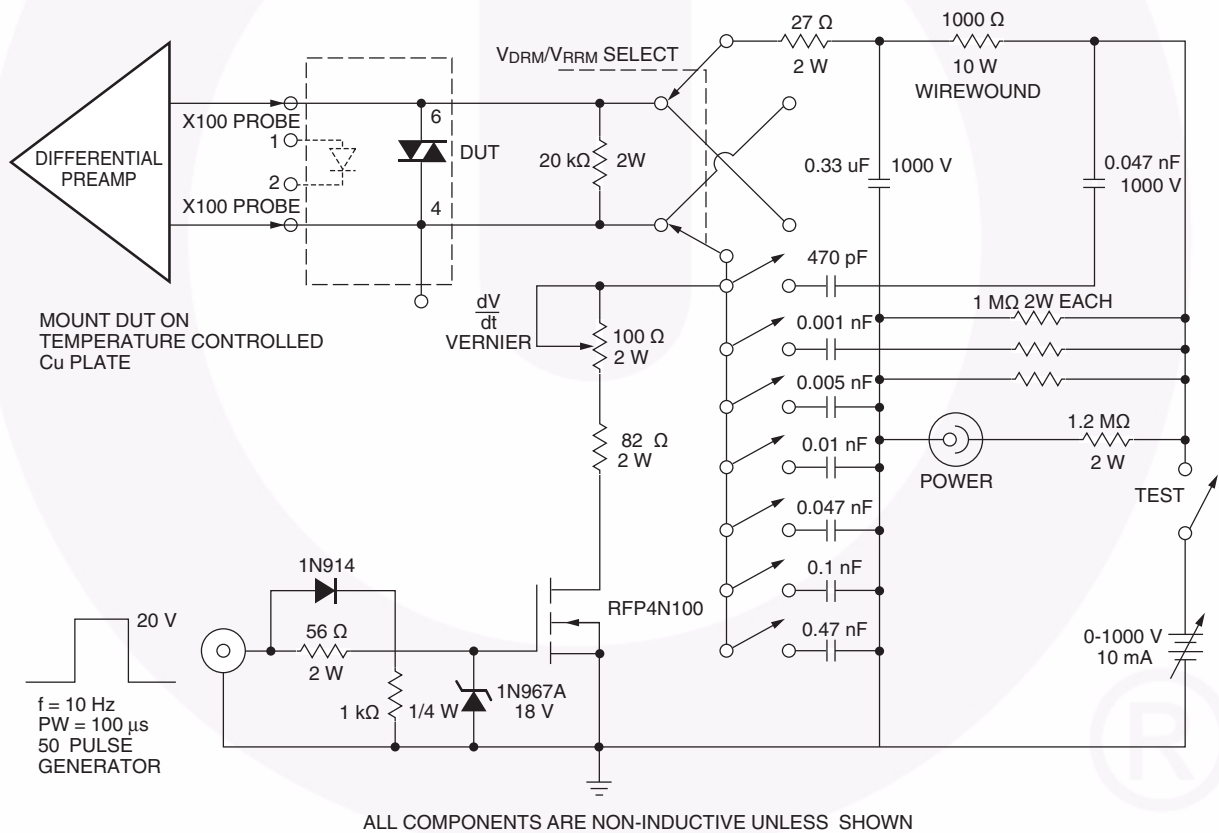 27 Ω
2 W
1000 Ω
10 W
WIREWOUND
VDRM/VRRM SELECT
X100 PROBE
DIFFERENTIAL
PREAMP
1
2
X100 PROBE
6
DUT
4
20 kΩ
2W
0.33 uF
1000 V
0.047 nF
1000 V
470 pF
MOUNT DUT ON
TEMPERATURE CONTROLLED
Cu PLATE
dV
dt
VERNIER
100 Ω
2 W
1 MΩ 2W EACH
0.001 nF
0.005 nF
82 Ω
2 W
0.01 nF
POWER
1.2 MΩ
2 W
TEST
0.047 nF
1N914
RFP4N100
0.1 nF
20 V
56 Ω
2 W
0.47 nF
0-1000 V
10 mA
f = 10 Hz
PW = 100 µs
50 PULSE
GENERATOR
1 kΩ
1/4 W
1N967A
18 V
®
ALL COMPONENTS ARE NON-INDUCTIVE UNLESS SHOWN